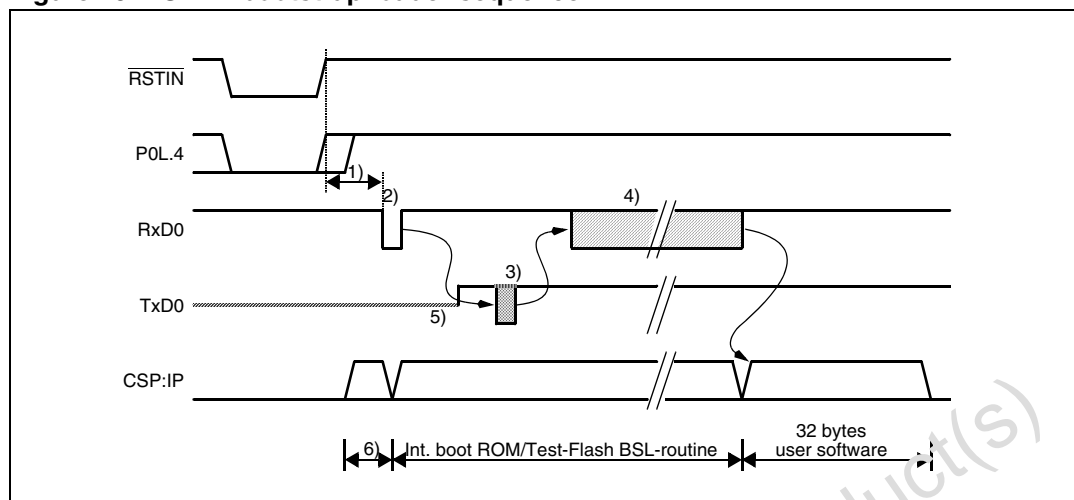 RSTIN
P0L.4
1)
2)
4)
RxD0
3)
TxD0
5)
CSP:IP
6)
Int. boot ROM/Test-Flash BSL-routine
32 bytes
user software
duct(s)